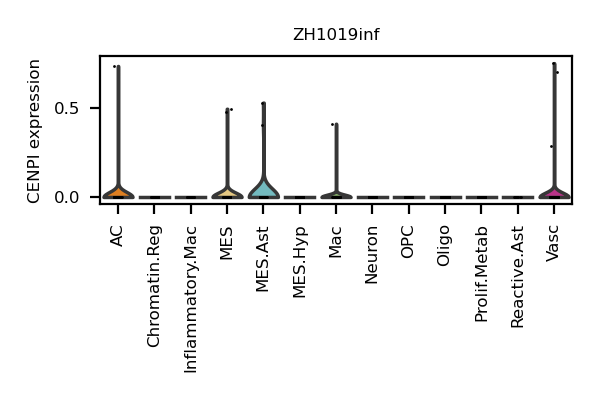 ZH1019inf
CENPI expression
0.5
0.0
AC
Chromatin.Reg
Inflammatory.Mac
MES
MES.Ast
MES.Hyp
Mac
Neuron
OPC
Oligo
Prolif.Metab
Reactive.Ast
Vasc